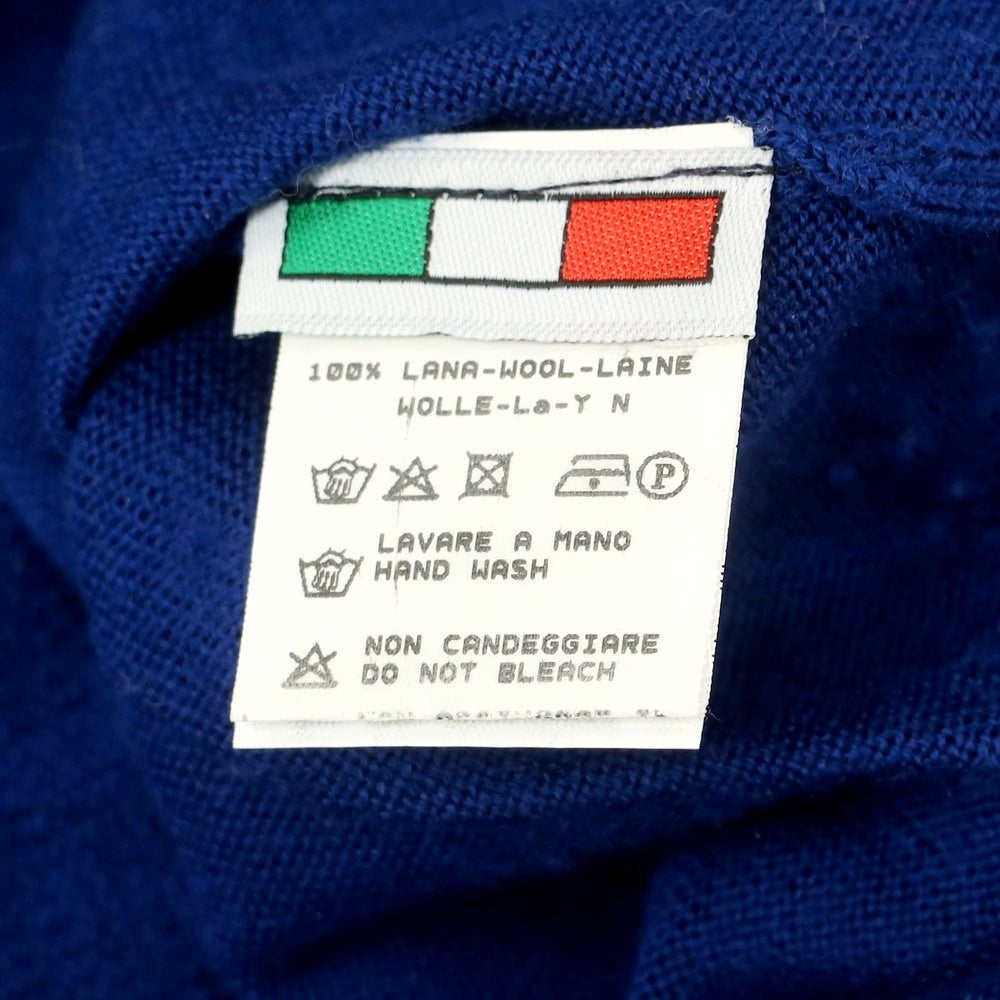 100% LANA-WOOL-LAINE
WOLLE-La-Y N
P
LAVARE A MANO
HAND WASH
NON CANDEGGIARE
DO NOT BLEACH